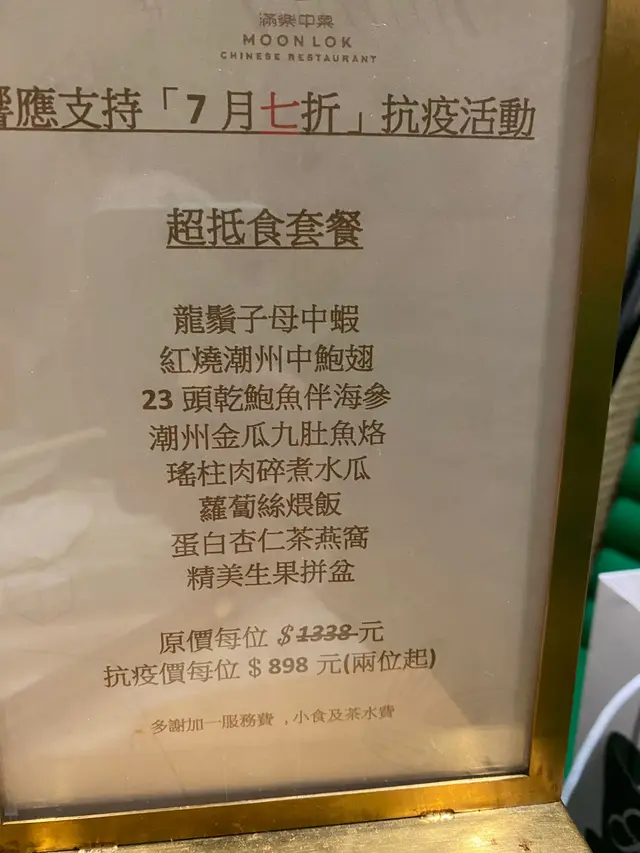 滿樂中菜
MOON LOK
CHINESE RESTAURANT
響應支持「7 月七折」抗疫活動
超抵食套餐
龍鬚子母中蝦
紅燒潮州中鮑翅
23 頭乾鮑魚伴海參
潮州金瓜九肚魚烙
瑤柱肉碎煮水瓜
蘿蔔絲煨飯
蛋白杏仁茶燕窩
精美生果拼盆
原價每位 $1338 元
抗疫價每位 $ 898 元(兩位起)
多謝加一服務費 , 小食及茶水費